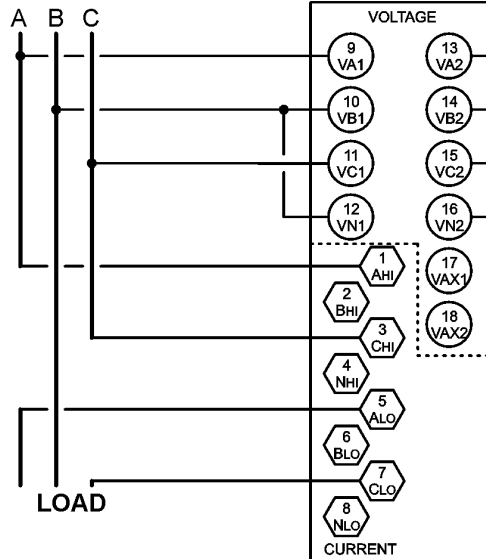 A B C
VOLTAGE
9
VA1
13
VA2
10
VB1
14
VB2
11
VC1
15
VC2
12
VN1
16
VN2
1
AHI
17
VAX1
2
BHI
3
CHI
18
VAX2
4
NHI
5
ALO
6
BLO
7
CLO
LOAD
8
NLO
CURRENT